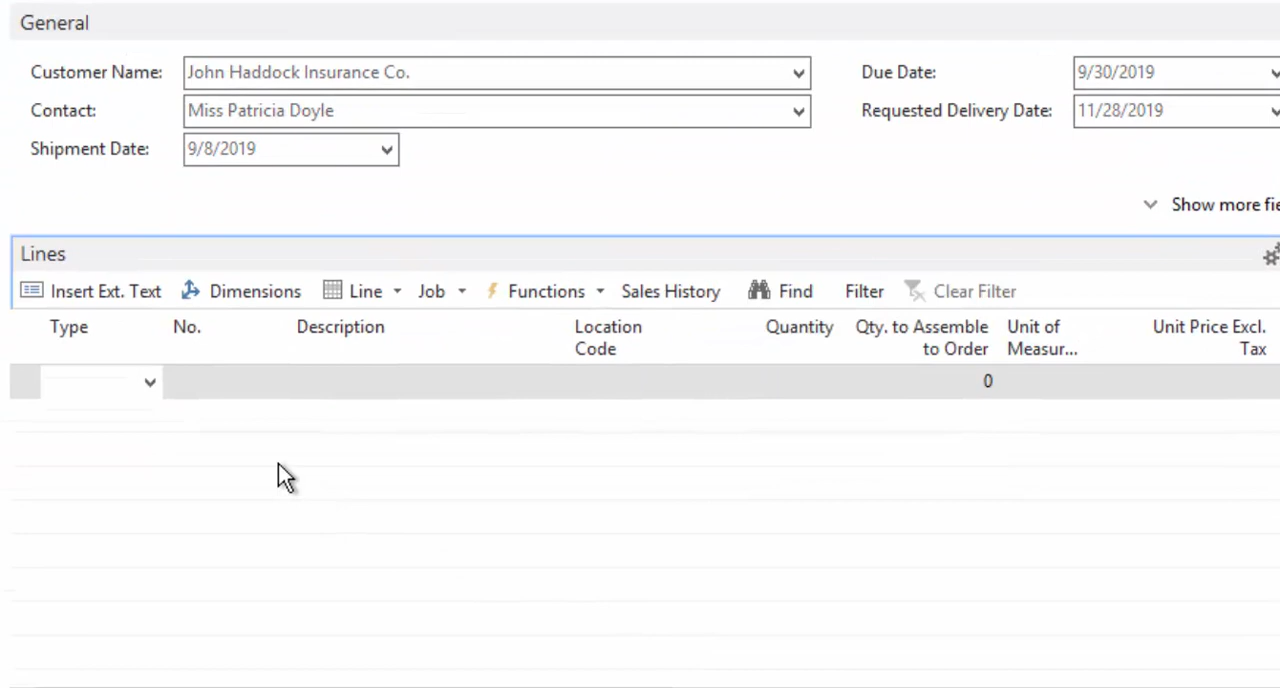 General
Customer Name: John Haddock Insurance Co. Due Date: 9/30/2019
Contact: Miss Patricia Doyle Requested Delivery Date: 11/28/2019
Shipment Date: 9/8/2019
Show more fie
Lines
Insert Ext. Text Dimensions Line Job Functions Sales History Find Filter Clear Filter
Type No. Description Location Quantity Qty. to Assemble Unit of Unit Price Excl.
Code to Order Measur... Tax
0